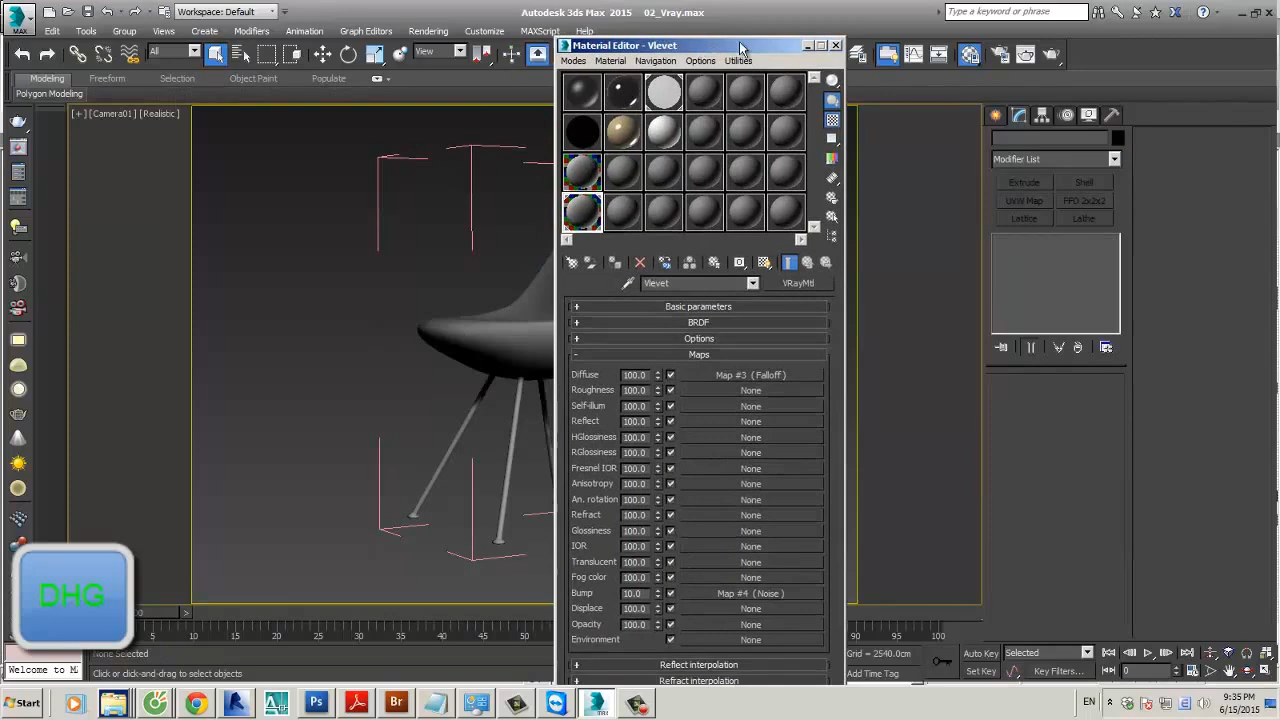 Workspace: Default
Autodesk 3ds Max 2015    02_Vray.max
Type a keyword or phrase
MAX
Edit Tools Group Views Create Modifiers Animation Graph Editors Rendering Customize MAXScript Help
All
View
Modeling Freeform Selection Object Paint Populate
Polygon Modeling
[+] [Camera01] [Realistic]
Material Editor - Vlevet
Modes Material Navigation Options Utilities
Vlevet
VRayMtl
+ Basic parameters
+ BRDF
+ Options
- Maps
Diffuse 100.0 Map #3 (Falloff)
Roughness 100.0 None
Self-illum 100.0 None
Reflect 100.0 None
HGlossiness 100.0 None
RGlossiness 100.0 None
Fresnel IOR 100.0 None
Anisotropy 100.0 None
An. rotation 100.0 None
Refract 100.0 None
Glossiness 100.0 None
IOR 100.0 None
Translucent 100.0 None
Fog color 100.0 None
Bump 10.0 Map #4 (Noise)
Displace 100.0 None
Opacity 100.0 None
Environment None
+ Reflect interpolation
+ Refract interpolation
Modifier List
Extrude Shell
UVW Map FFD 2x2x2
Lattice Lathe
DHG
5 10 15 20 25 30 35 40 45 50 90 95 100
None Selected
Welcome to M
Click or click-and-drag to select objects
Grid = 2540.0cm
Add Time Tag
Auto Key Selected
Set Key Key Filters...
0
Start
EN
9:35 PM
6/15/2015